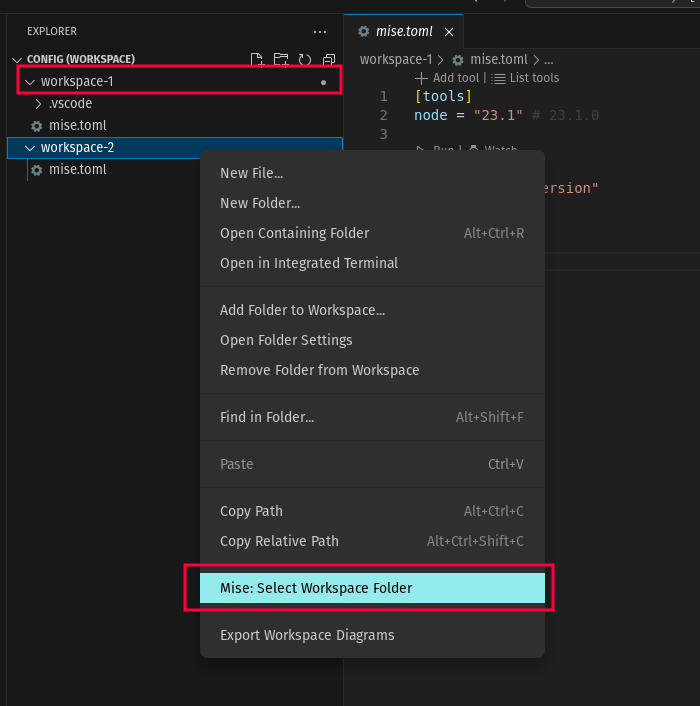 EXPLORER
mise.toml
CONFIG (WORKSPACE)
workspace-1
.vscode
mise.toml
workspace-2
mise.toml
workspace-1 > mise.toml > ...
Add tool | List tools
1 [tools]
2 node = "23.1" # 23.1.0
3
Run | Watch
ersion"
New File...
New Folder...
Open Containing Folder Alt+Ctrl+R
Open in Integrated Terminal
Add Folder to Workspace...
Open Folder Settings
Remove Folder from Workspace
Find in Folder... Alt+Shift+F
Paste Ctrl+V
Copy Path Alt+Ctrl+C
Copy Relative Path Alt+Ctrl+Shift+C
Mise: Select Workspace Folder
Export Workspace Diagrams